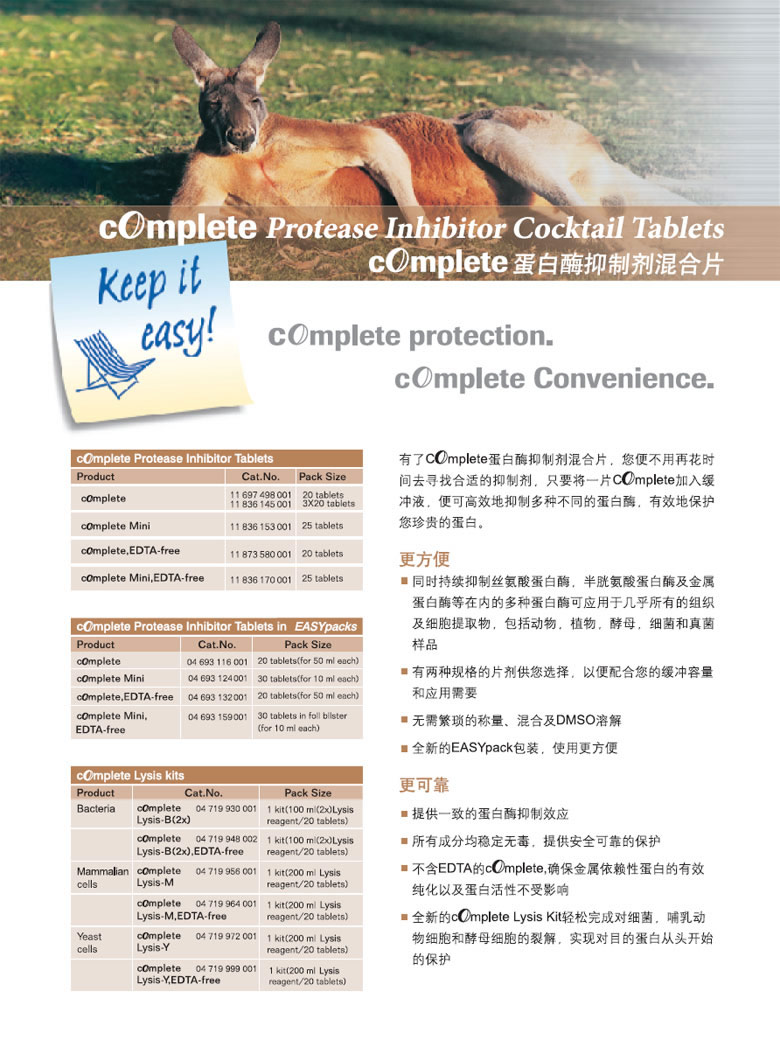 cOmplete Protease Inhibitor Cocktail Tablets
cOmplete 蛋白酶抑制剂混合片
Keep it
easy!
cOmplete protection.
cOmplete Convenience.
cOmplete Protease Inhibitor Tablets
Product Cat.No. Pack Size
cOmplete 11 697 498 001 20 tablets
11 836 145 001 3X20 tablets
cOmplete Mini 11 836 153 001 25 tablets
cOmplete,EDTA-free 11 873 580 001 20 tablets
cOmplete Mini,EDTA-free 11 836 170 001 25 tablets
cOmplete Protease Inhibitor Tablets in EASYpacks
Product Cat.No. Pack Size
cOmplete 04 693 116 001 20 tablets(for 50 ml each)
cOmplete Mini 04 693 124 001 30 tablets(for 10 ml each)
cOmplete,EDTA-free 04 693 132 001 20 tablets(for 50 ml each)
cOmplete Mini, 04 693 159 001 30 tablets in foil blister
EDTA-free (for 10 ml each)
cOmplete Lysis kits
Product Cat.No. Pack Size
Bacteria cOmplete 04 719 930 001 1 kit(100 ml(2x)Lysis
Lysis-B(2x) reagent/20 tablets)
cOmplete 04 719 948 002 1 kit(100 ml(2x)Lysis
Lysis-B(2x),EDTA-free reagent/20 tablets)
Mammalian cOmplete 04 719 956 001 1 kit(200 ml Lysis
cells Lysis-M reagent/20 tablets)
cOmplete 04 719 964 001 1 kit(200 ml Lysis
Lysis-M,EDTA-free reagent/20 tablets)
Yeast cOmplete 04 719 972 001 1 kit(200 ml Lysis
cells Lysis-Y reagent/20 tablets)
cOmplete 04 719 999 001 1 kit(200 ml Lysis
Lysis-Y,EDTA-free reagent/20 tablets)
有了COmplete蛋白酶抑制剂混合片，您便不用再花时
间去寻找合适的抑制剂，只要将一片COmplete加入缓
冲液，便可高效地抑制多种不同的蛋白酶，有效地保护
您珍贵的蛋白。
更方便
■ 同时持续抑制丝氨酸蛋白酶，半胱氨酸蛋白酶及金属
蛋白酶等在内的多种蛋白酶可应用于几乎所有的组织
及细胞提取物，包括动物，植物，酵母，细菌和真菌
样品
■ 有两种规格的片剂供您选择，以便配合您的缓冲容量
和应用需要
■ 无需繁琐的称量、混合及DMSO溶解
■ 全新的EASYpack包装，使用更方便
更可靠
■ 提供一致的蛋白酶抑制效应
■ 所有成分均稳定无毒，提供安全可靠的保护
■ 不含EDTA的cOmplete,确保金属依赖性蛋白的有效
纯化以及蛋白活性不受影响
■ 全新的cOmplete Lysis Kit轻松完成对细菌，哺乳动
物细胞和酵母细胞的裂解，实现对目的蛋白从头开始
的保护